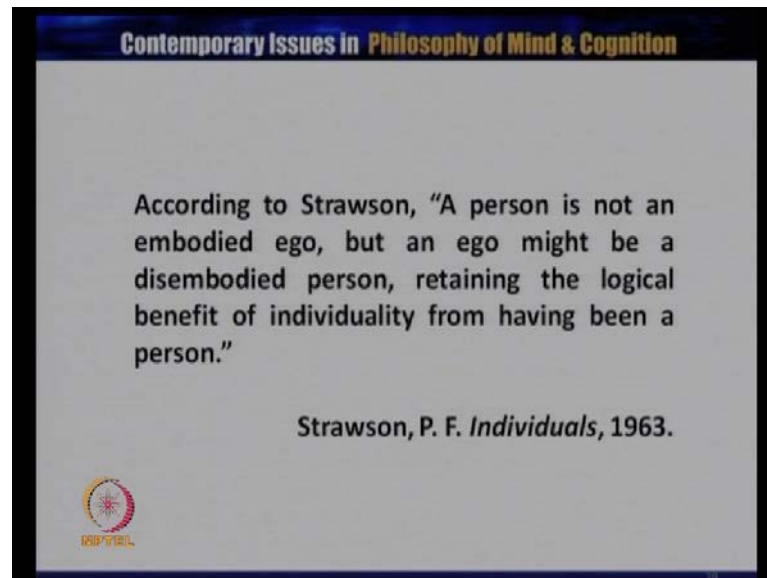 Contemporary Issues in Philosophy of Mind & Cognition
According to Strawson, “A person is not an
embodied ego, but an ego might be a
disembodied person, retaining the logical
benefit of individuality from having been a
person.”
Strawson, P. F. Individuals, 1963.
NPTEL